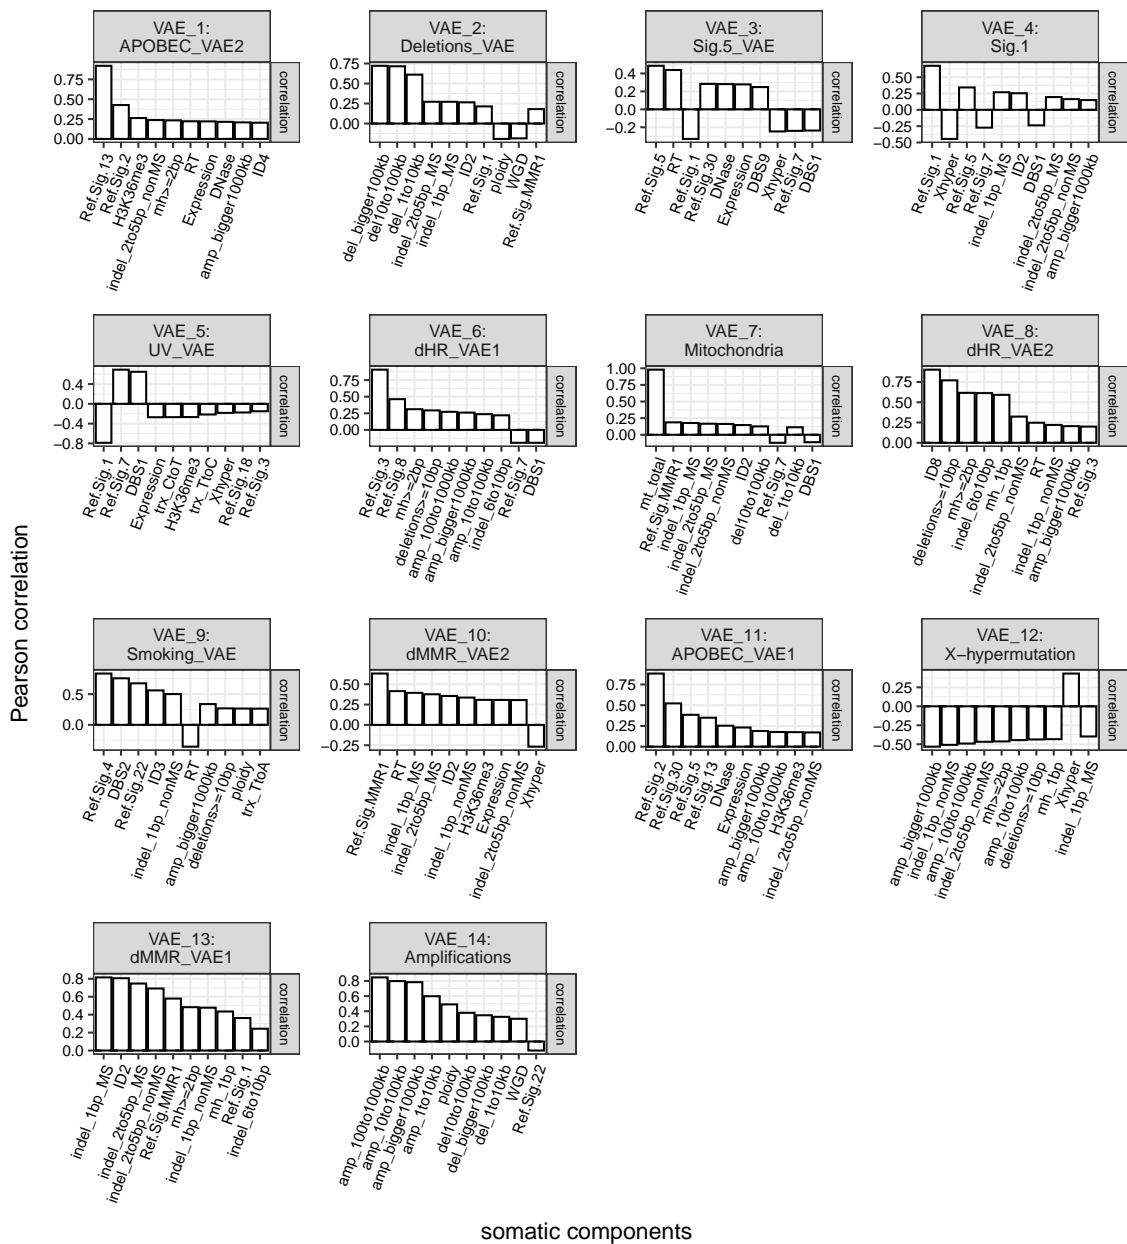 VAE_1:
APOBEC_VAE2
correlation
0.75
0.50
0.25
0.00
Ref.Sig.13
Ref.Sig.2
H3K36me3
indel_2to5bp_nonMS
mh>=2bp
RT
Expression
DNase
amp_bigger1000kb
ID4
VAE_2:
Deletions_VAE
correlation
0.75
0.50
0.25
0.00
del_bigger100kb
del10to100kb
del_1to10kb
indel_2to5bp_MS
indel_1bp_MS
ID2
Ref.Sig.1
ploidy
WGD
Ref.Sig.MMR1
VAE_3:
Sig.5_VAE
correlation
0.4
0.2
0.0
−0.2
Ref.Sig.5
RT
Ref.Sig.1
Ref.Sig.30
DNase
Expression
DBS9
Xhyper
Ref.Sig.7
DBS1
VAE_4:
Sig.1
correlation
0.50
0.25
0.00
−0.25
−0.50
Ref.Sig.1
Xhyper
Ref.Sig.5
Ref.Sig.7
indel_1bp_MS
ID2
DBS1
indel_2to5bp_MS
indel_2to5bp_nonMS
amp_bigger1000kb
VAE_5:
UV_VAE
correlation
0.4
0.0
−0.4
−0.8
Ref.Sig.1
Ref.Sig.7
DBS1
Expression
trx_CtoT
H3K36me3
trx_TtoC
Xhyper
Ref.Sig.18
Ref.Sig.3
VAE_6:
dHR_VAE1
correlation
0.75
0.50
0.25
0.00
Ref.Sig.3
Ref.Sig.8
mh>=2bp
deletions>=10bp
amp_100to1000kb
amp_bigger1000kb
amp_10to100kb
indel_6to10bp
Ref.Sig.7
DBS1
VAE_7:
Mitochondria
correlation
1.00
0.75
0.50
0.25
0.00
mt_total
Ref.Sig.MMR1
indel_1bp_MS
indel_2to5bp_MS
indel_2to5bp_nonMS
ID2
del10to100kb
Ref.Sig.7
del_1to10kb
DBS1
VAE_8:
dHR_VAE2
correlation
0.75
0.50
0.25
0.00
ID8
deletions>=10bp
mh>=2bp
indel_6to10bp
mh_1bp
indel_2to5bp_nonMS
RT
indel_1bp_nonMS
amp_bigger1000kb
Ref.Sig.3
Pearson correlation
VAE_9:
Smoking_VAE
correlation
0.5
0.0
Ref.Sig.4
DBS2
Ref.Sig.22
ID3
indel_1bp_nonMS
RT
amp_bigger1000kb
deletions>=10bp
ploidy
trx_TtoA
VAE_10:
dMMR_VAE2
correlation
0.50
0.25
0.00
−0.25
Ref.Sig.MMR1
RT
indel_1bp_MS
indel_2to5bp_MS
ID2
indel_1bp_nonMS
H3K36me3
Expression
indel_2to5bp_nonMS
Xhyper
VAE_11:
APOBEC_VAE1
correlation
0.75
0.50
0.25
0.00
Ref.Sig.2
Ref.Sig.30
Ref.Sig.5
Ref.Sig.13
DNase
Expression
amp_bigger1000kb
amp_100to1000kb
H3K36me3
indel_2to5bp_nonMS
VAE_12:
X−hypermutation
correlation
0.25
0.00
−0.25
−0.50
amp_bigger1000kb
indel_1bp_nonMS
amp_100to1000kb
indel_2to5bp_nonMS
mh>=2bp
amp_10to100kb
deletions>=10bp
mh_1bp
Xhyper
indel_1bp_MS
VAE_13:
dMMR_VAE1
correlation
0.8
0.6
0.4
0.2
0.0
indel_1bp_MS
ID2
indel_2to5bp_MS
indel_2to5bp_nonMS
Ref.Sig.MMR1
mh>=2bp
indel_1bp_nonMS
mh_1bp
Ref.Sig.1
indel_6to10bp
VAE_14:
Amplifications
correlation
0.8
0.6
0.4
0.2
0.0
amp_100to1000kb
amp_10to100kb
amp_bigger1000kb
amp_1to10kb
ploidy
del10to100kb
del_bigger100kb
del_1to10kb
WGD
Ref.Sig.22
somatic components